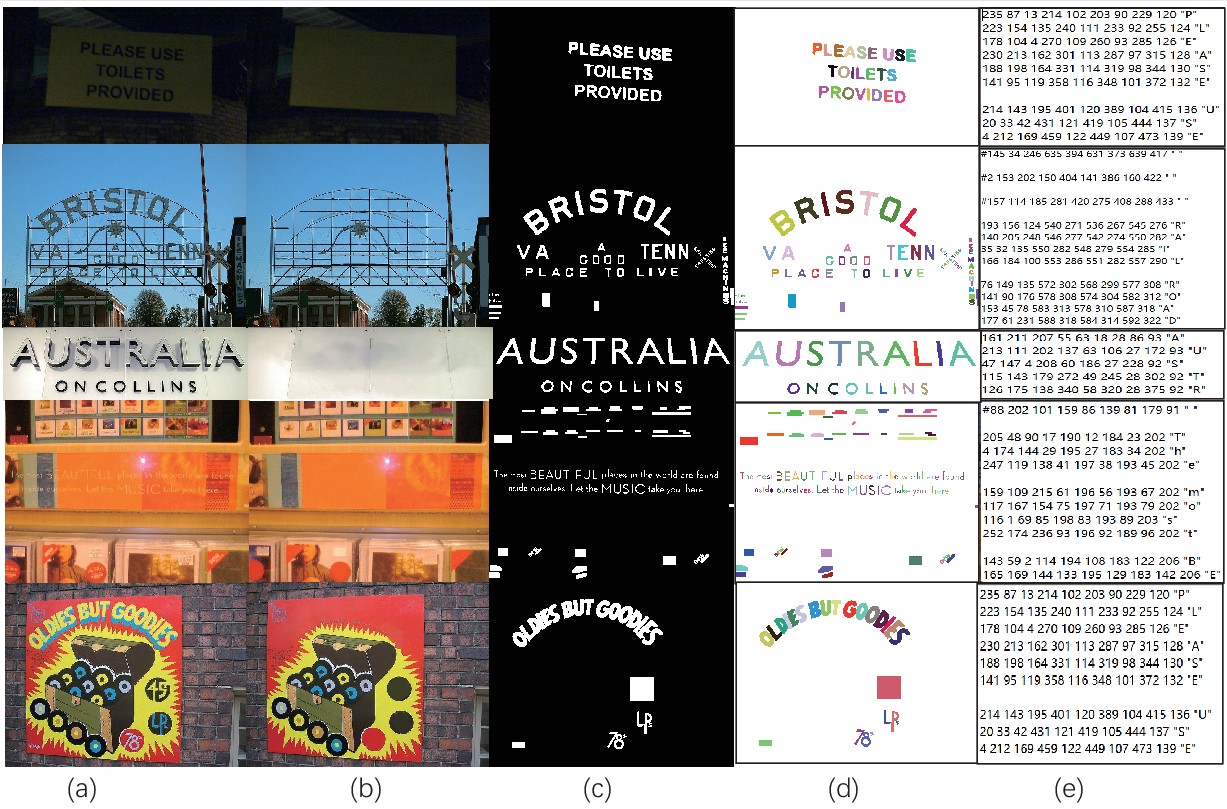 PLEASE USE
TOILETS
PROVIDED
PLEASE USE
TOILETS
PROVIDED
PLEASE USE
TOILETS
PROVIDED
235 87 13 214 102 203 90 229 120 "P"
223 154 135 240 111 233 92 255 124 "L"
178 104 4 270 109 260 93 285 126 "E"
230 213 162 301 113 287 97 315 128 "A"
188 198 164 331 114 319 98 344 130 "S"
141 95 119 358 116 348 101 372 132 "E"
214 143 195 401 120 389 104 415 136 "U"
20 33 42 431 121 419 105 444 137 "S"
4 212 169 459 122 449 107 473 139 "E"
BRISTOL
VA A TENN
GOOD
PLACE TO LIVE
BRISTOL
VA A TENN
GOOD
PLACE TO LIVE
ICE MACHINES
BRISTOL
VA A TENN
GOOD
PLACE TO LIVE
ICE MACHINES
#145 34 246 635 394 631 373 639 417 " "
#2 153 202 150 404 141 386 160 422 " "
#157 114 185 281 420 275 408 288 433 " "
193 156 124 540 271 536 267 545 276 "R"
140 205 248 546 277 542 274 550 282 "A"
35 32 135 550 282 548 279 554 285 "I"
166 184 100 553 286 551 282 557 290 "L"
76 149 135 572 302 568 299 577 308 "R"
141 90 176 578 308 574 304 582 312 "O"
153 45 78 583 313 578 310 587 318 "A"
177 61 231 588 318 584 314 592 322 "D"
AUSTRALIA
ON COLLINS
AUSTRALIA
ON COLLINS
AUSTRALIA
ON COLLINS
161 211 207 55 63 18 28 86 93 "A"
213 111 202 137 63 106 27 172 93 "U"
47 147 4 208 60 186 27 228 92 "S"
115 143 179 272 49 245 28 302 92 "T"
126 175 138 340 58 320 28 375 92 "R"
The most BEAUTIFUL places in the world are found
inside ourselves. Let the MUSIC take you there
The most BEAUT FUL places in the world are found
inside ourselves. Let the MUSIC take you here
The most BEAUT FUL places in the world are found
inside ourselves. Let the MUSIC take you here
#88 202 101 159 86 139 81 179 91 " "
205 48 90 17 190 12 184 23 202 "T"
4 174 144 29 195 27 183 34 202 "h"
247 119 138 41 197 38 193 45 202 "e"
159 109 215 61 196 56 193 67 202 "m"
117 167 154 75 197 71 193 79 202 "o"
116 1 69 85 198 83 193 89 203 "s"
252 174 236 93 196 92 189 96 202 "t"
143 59 2 114 194 108 183 122 206 "B"
165 169 144 133 195 129 183 142 206 "E"
OLDIES BUT GOODIES
45
LPs
78s
OLDIES BUT GOODIES
LPs
78s
OLDIES BUT GOODIES
LPs
78s
235 87 13 214 102 203 90 229 120 "P"
223 154 135 240 111 233 92 255 124 "L"
178 104 4 270 109 260 93 285 126 "E"
230 213 162 301 113 287 97 315 128 "A"
188 198 164 331 114 319 98 344 130 "S"
141 95 119 358 116 348 101 372 132 "E"
214 143 195 401 120 389 104 415 136 "U"
20 33 42 431 121 419 105 444 137 "S"
4 212 169 459 122 449 107 473 139 "E"
(a) (b) (c) (d) (e)